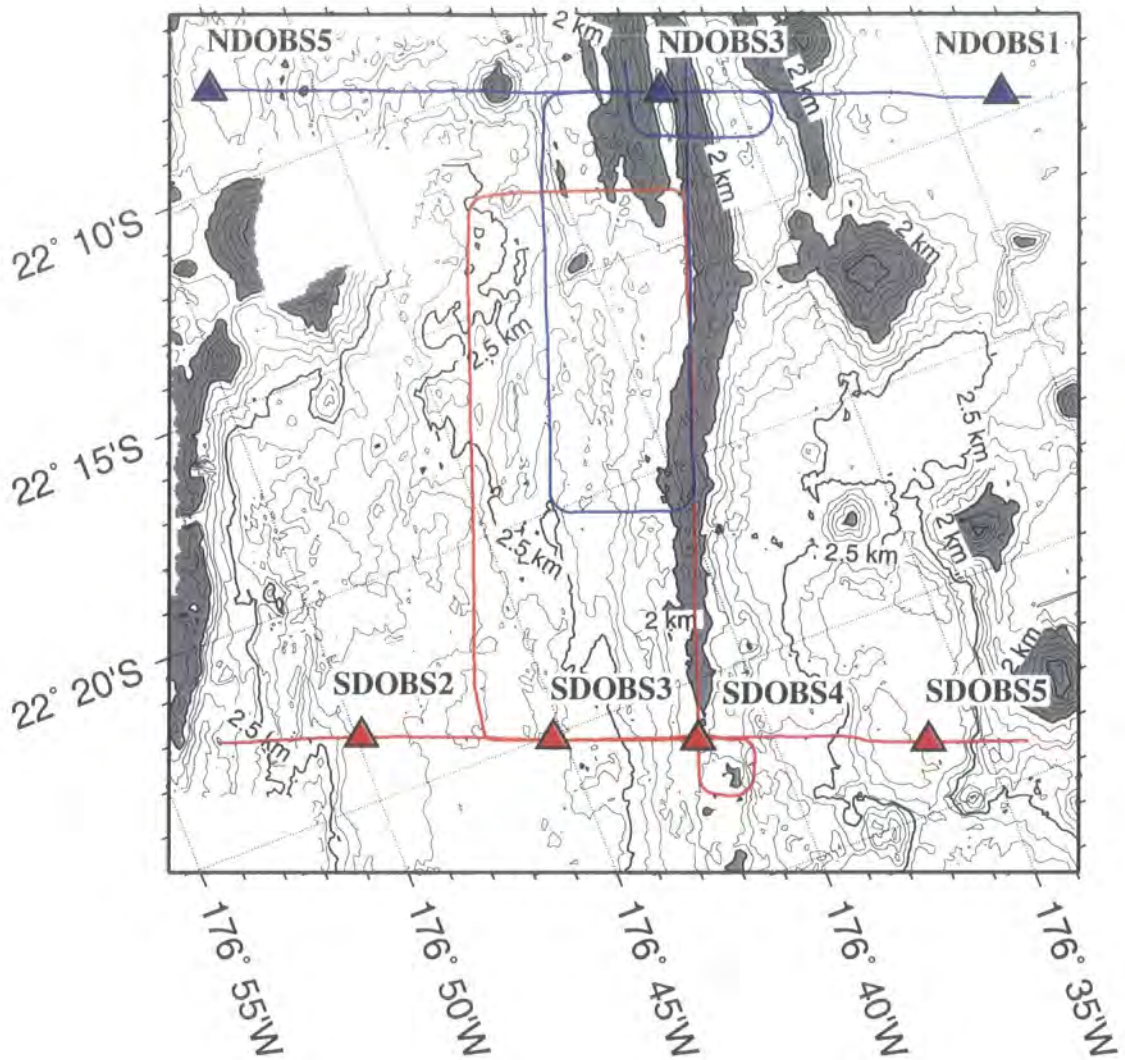 2 km
NDOBS5
NDOBS3
NDOBS1
2 km
2 km
2 km
22° 10'S
2.5 km
2.5 km
22° 15'S
2.5 km
2 km
2.5 km
2 km
2 km
22° 20'S
SDOBS2
SDOBS3
SDOBS4
SDOBS5
2.5 km
176° 55'W
176° 50'W
176° 45'W
176° 40'W
176° 35'W